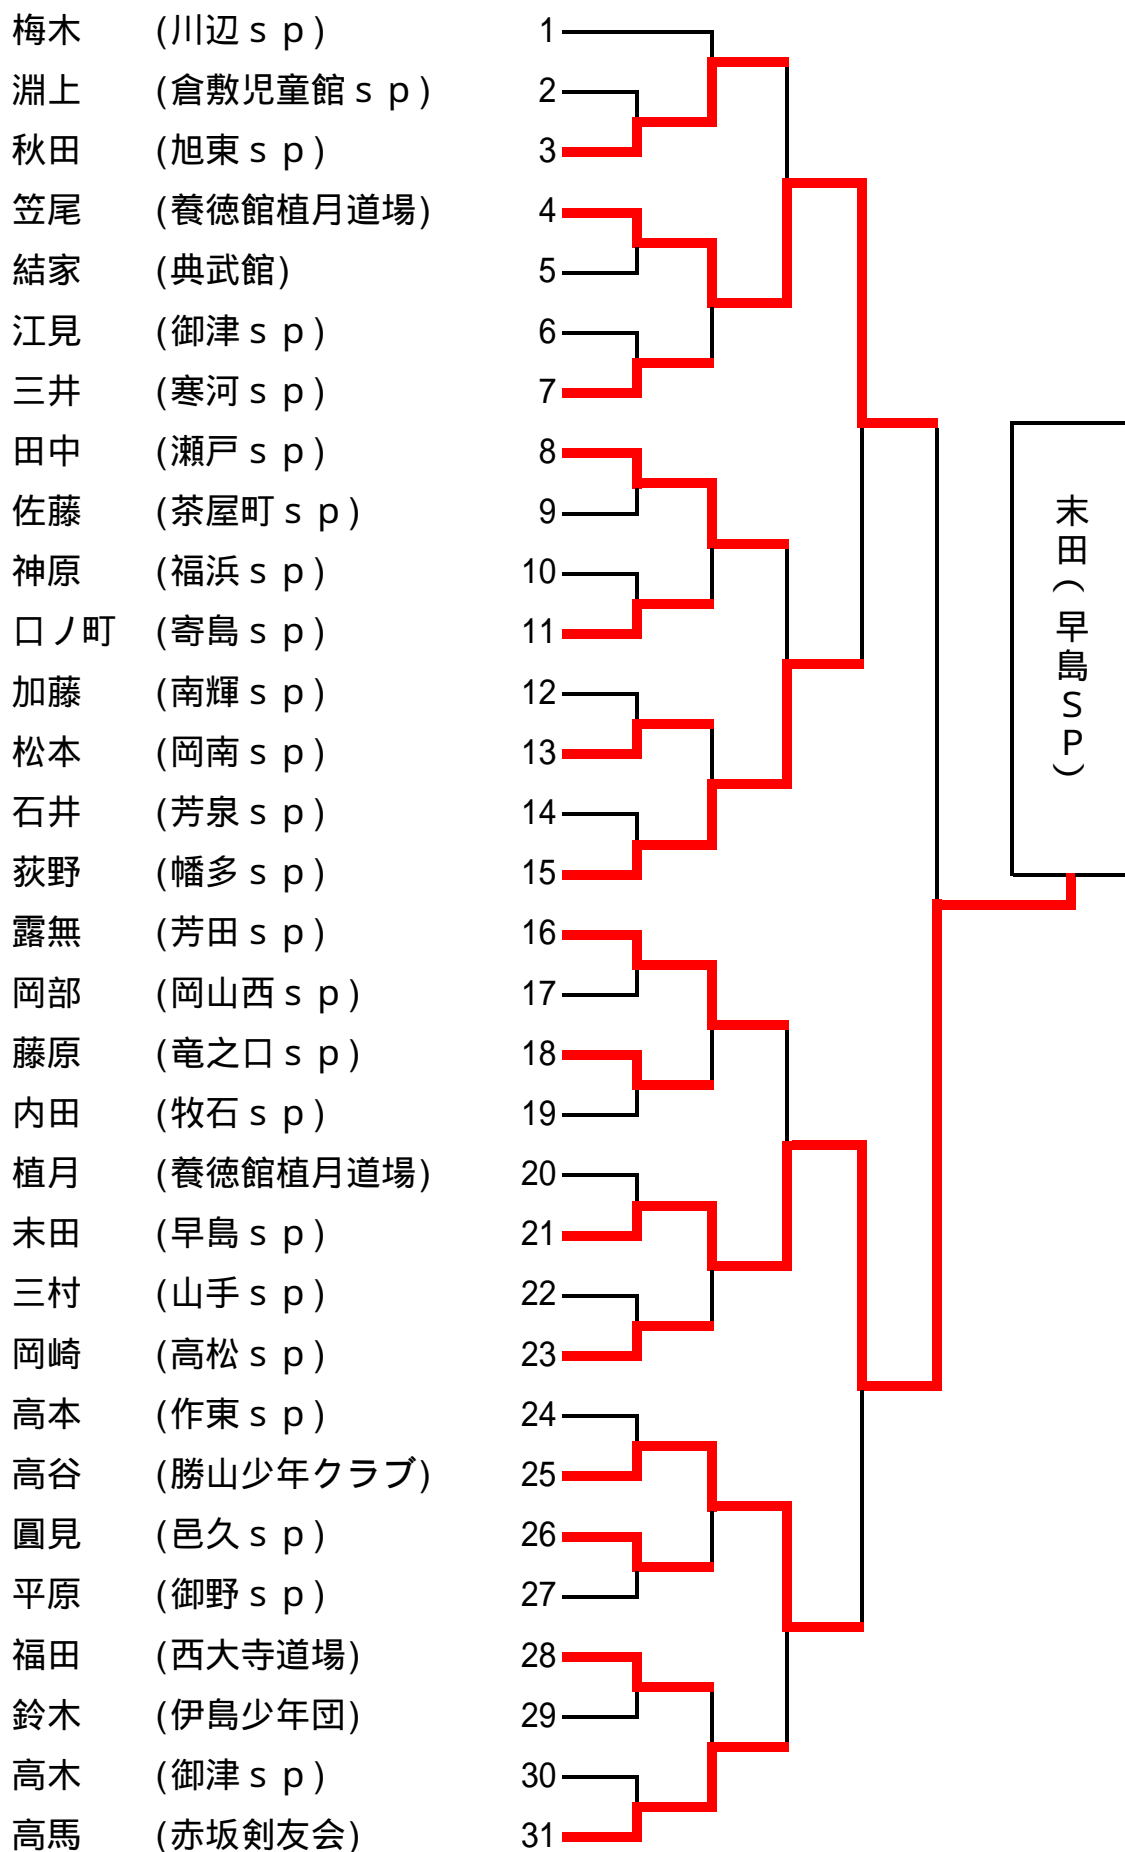 梅木 (川辺ｓｐ) 1
淵上 (倉敷児童館ｓｐ) 2
秋田 (旭東ｓｐ) 3
笠尾 (養徳館植月道場) 4
結家 (典武館) 5
江見 (御津ｓｐ) 6
三井 (寒河ｓｐ) 7
田中 (瀬戸ｓｐ) 8
佐藤 (茶屋町ｓｐ) 9
神原 (福浜ｓｐ) 10
口ノ町 (寄島ｓｐ) 11
加藤 (南輝ｓｐ) 12
松本 (岡南ｓｐ) 13
石井 (芳泉ｓｐ) 14
荻野 (幡多ｓｐ) 15
露無 (芳田ｓｐ) 16
岡部 (岡山西ｓｐ) 17
藤原 (竜之口ｓｐ) 18
内田 (牧石ｓｐ) 19
植月 (養徳館植月道場) 20
末田 (早島ｓｐ) 21
三村 (山手ｓｐ) 22
岡崎 (高松ｓｐ) 23
高本 (作東ｓｐ) 24
高谷 (勝山少年クラブ) 25
圓見 (邑久ｓｐ) 26
平原 (御野ｓｐ) 27
福田 (西大寺道場) 28
鈴木 (伊島少年団) 29
高木 (御津ｓｐ) 30
高馬 (赤坂剣友会) 31
末田（早島ＳＰ）